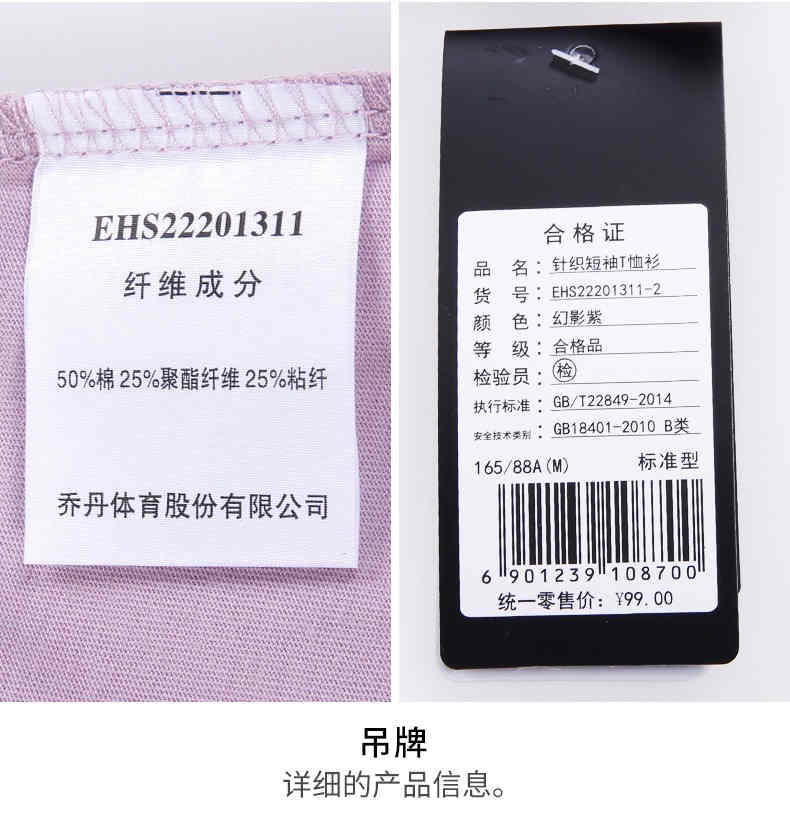 EHS22201311
纤维成分
50%棉 25%聚酯纤维 25%粘纤
乔丹体育股份有限公司
合格证
品 名：针织短袖T恤衫
货 号：EHS22201311-2
颜 色：幻影紫
等 级：合格品
检验员：检
执行标准：GB/T22849-2014
安全技术类别：GB18401-2010 B类
165/88A(M) 标准型
6 901239 108700
统一零售价：¥99.00
吊牌
详细的产品信息。